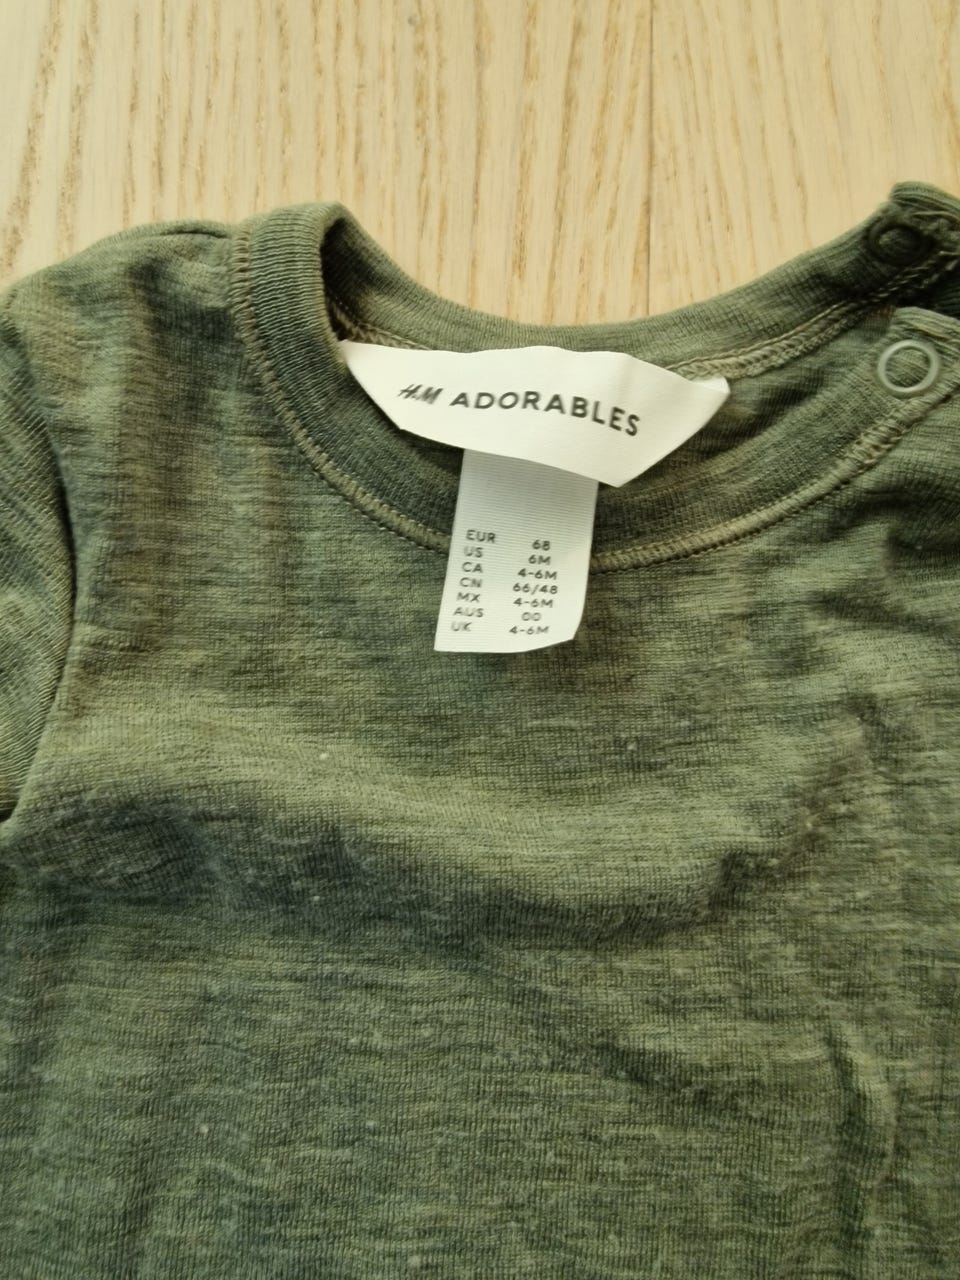 H&M ADORABLES
EUR 68
US 6M
CA 4-6M
CN 66/48
MX 4-6M
AUS 00
UK 4-6M